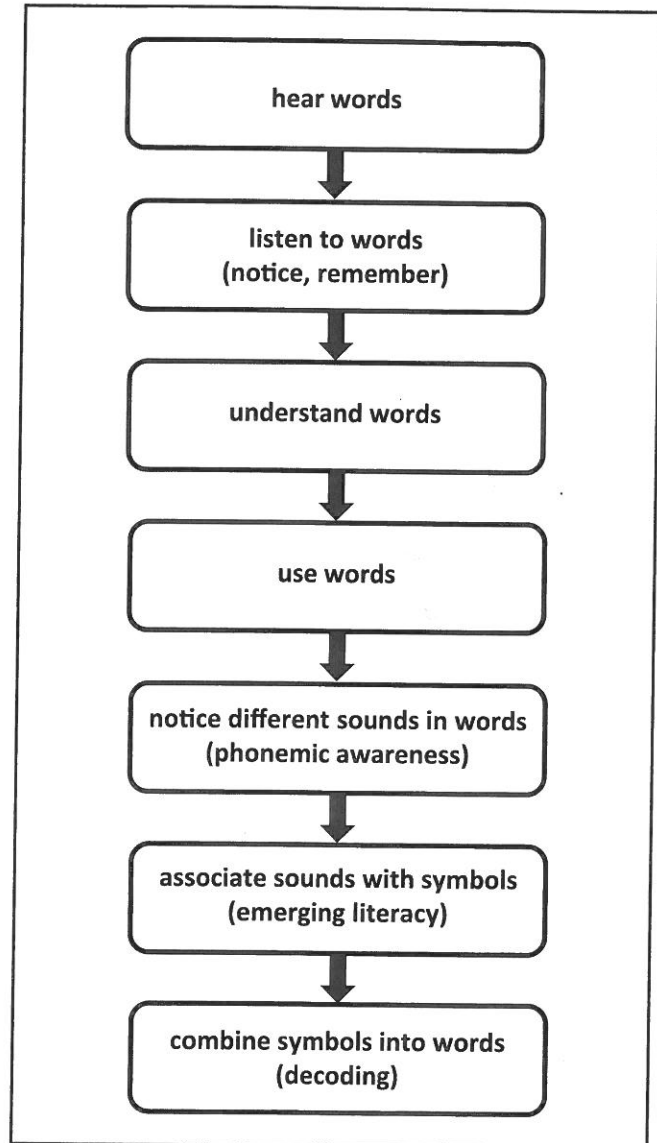 hear words
listen to words
(notice, remember)
understand words
use words
notice different sounds in words
(phonemic awareness)
associate sounds with symbols
(emerging literacy)
combine symbols into words
(decoding)